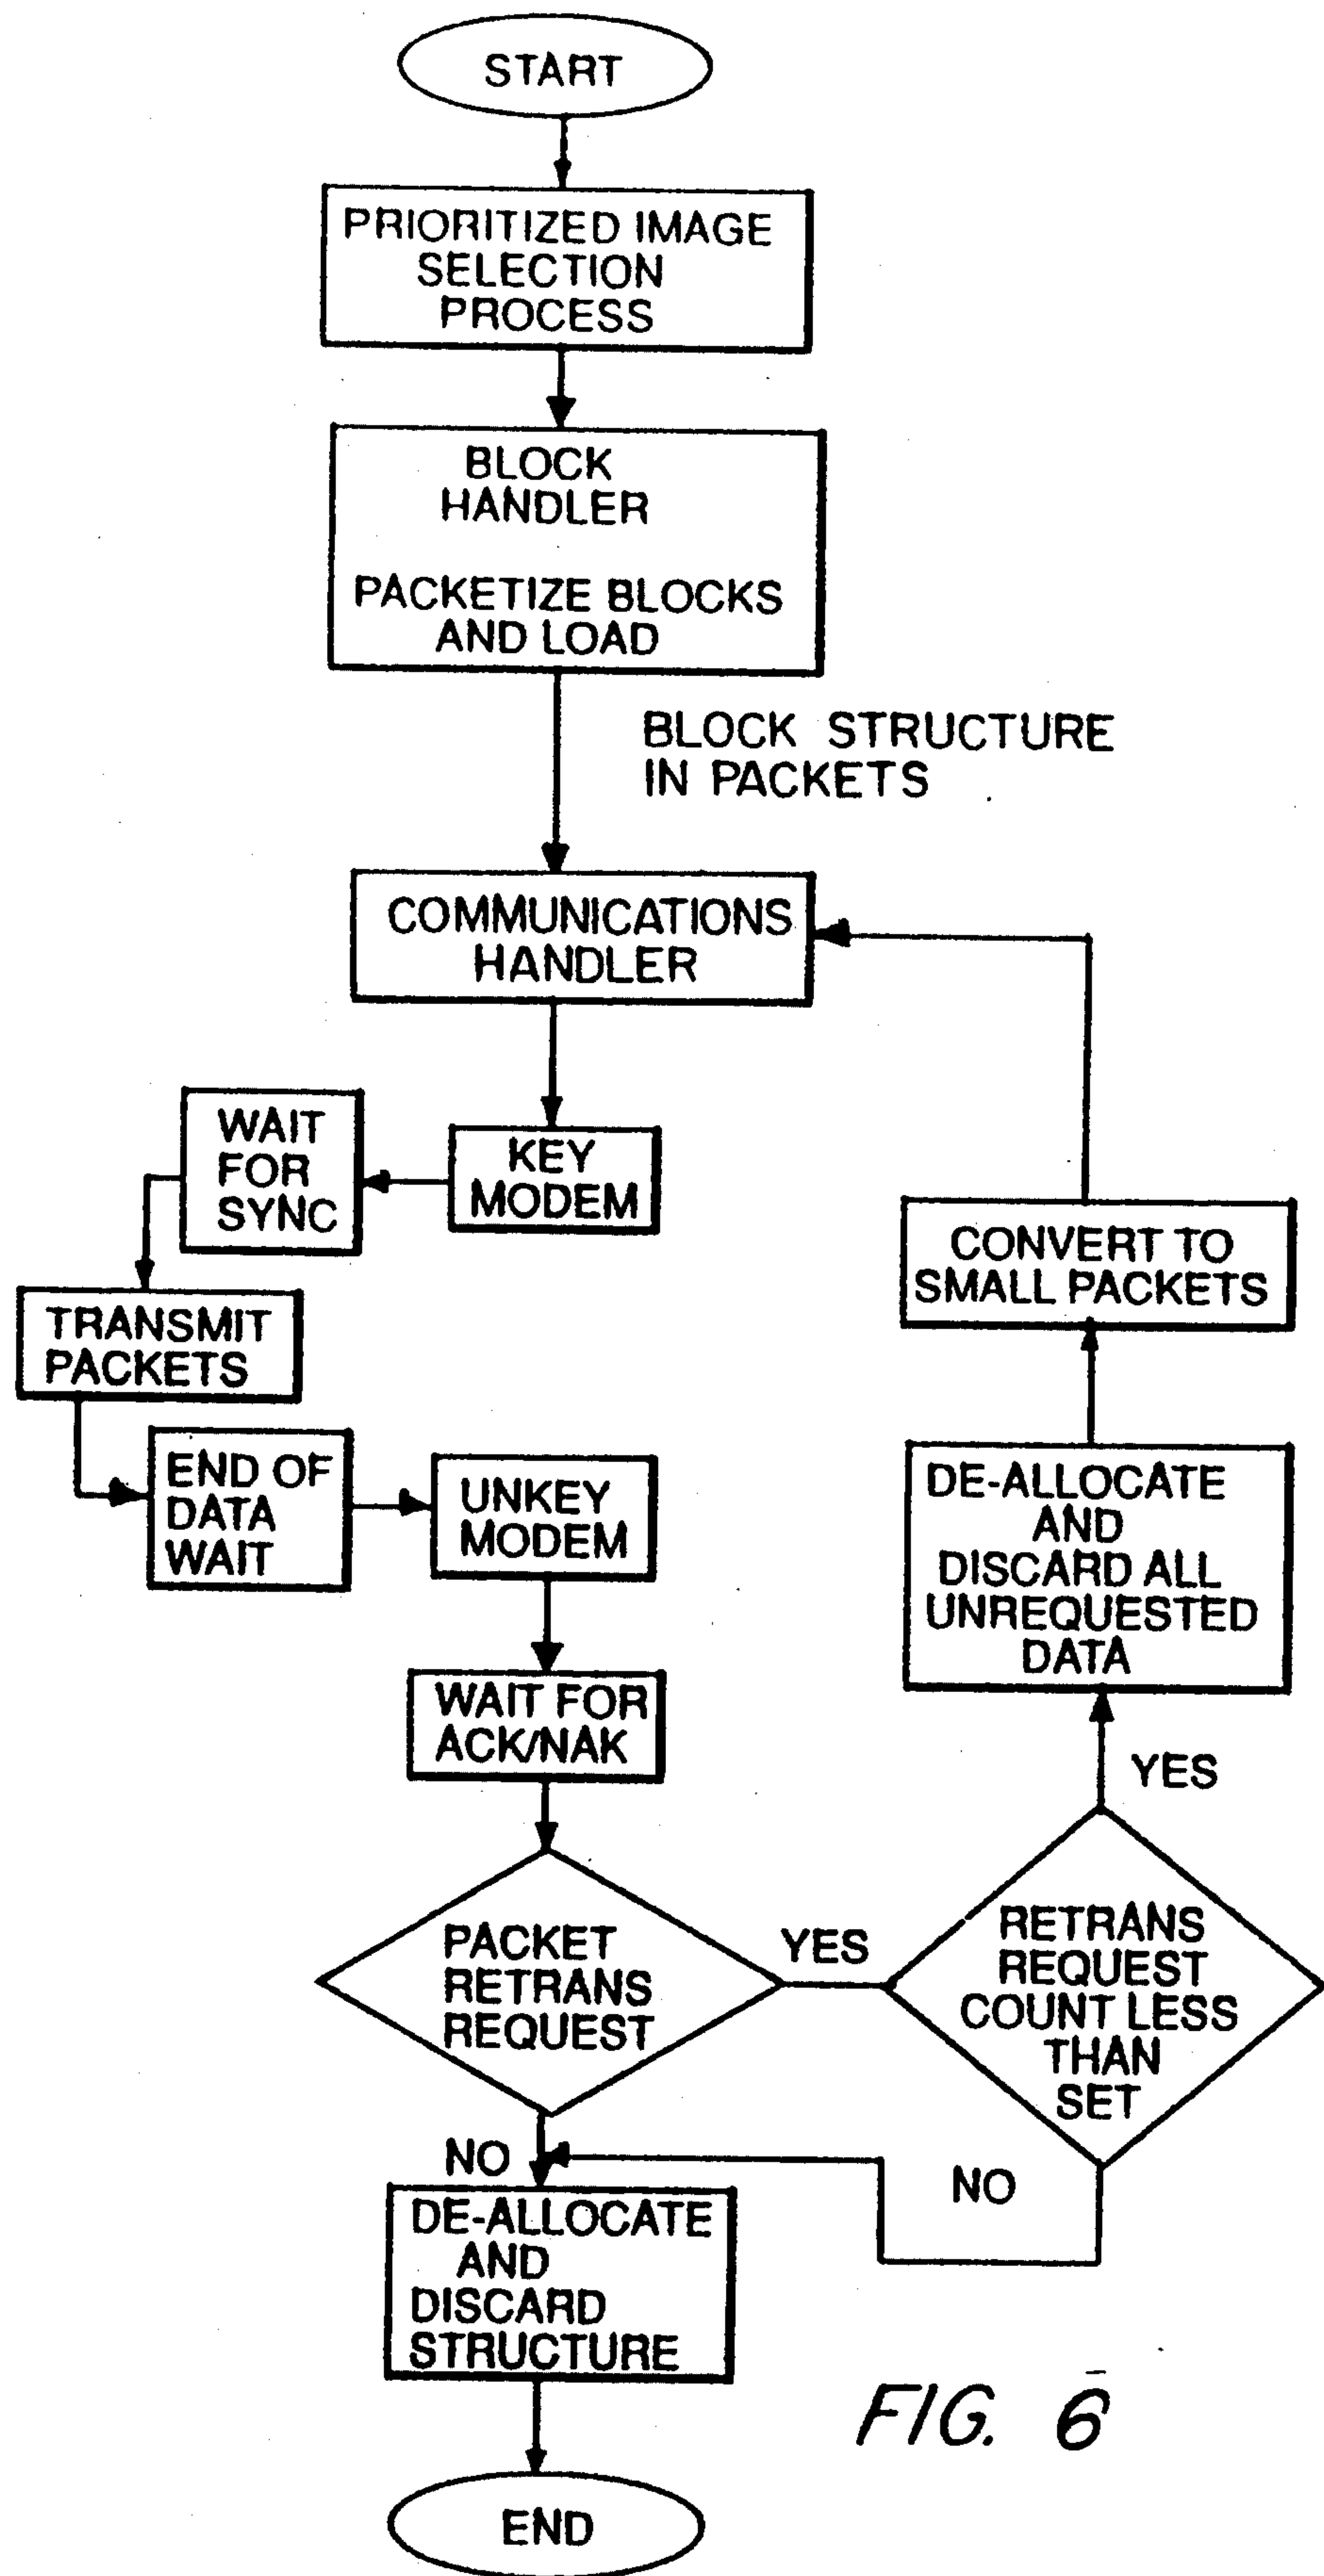 START
PRIORITIZED IMAGE
SELECTION
PROCESS
BLOCK
HANDLER
PACKETIZE BLOCKS
AND LOAD
BLOCK STRUCTURE
IN PACKETS
COMMUNICATIONS
HANDLER
KEY
MODEM
WAIT
FOR
SYNC
TRANSMIT
PACKETS
END OF
DATA
WAIT
UNKEY
MODEM
WAIT FOR
ACK/NAK
PACKET
RETRANS
REQUEST
YES
RETRANS
REQUEST
COUNT LESS
THAN
SET
YES
DE-ALLOCATE
AND
DISCARD ALL
UNREQUESTED
DATA
CONVERT TO
SMALL PACKETS
NO
NO
DE-ALLOCATE
AND
DISCARD
STRUCTURE
END
FIG. 6